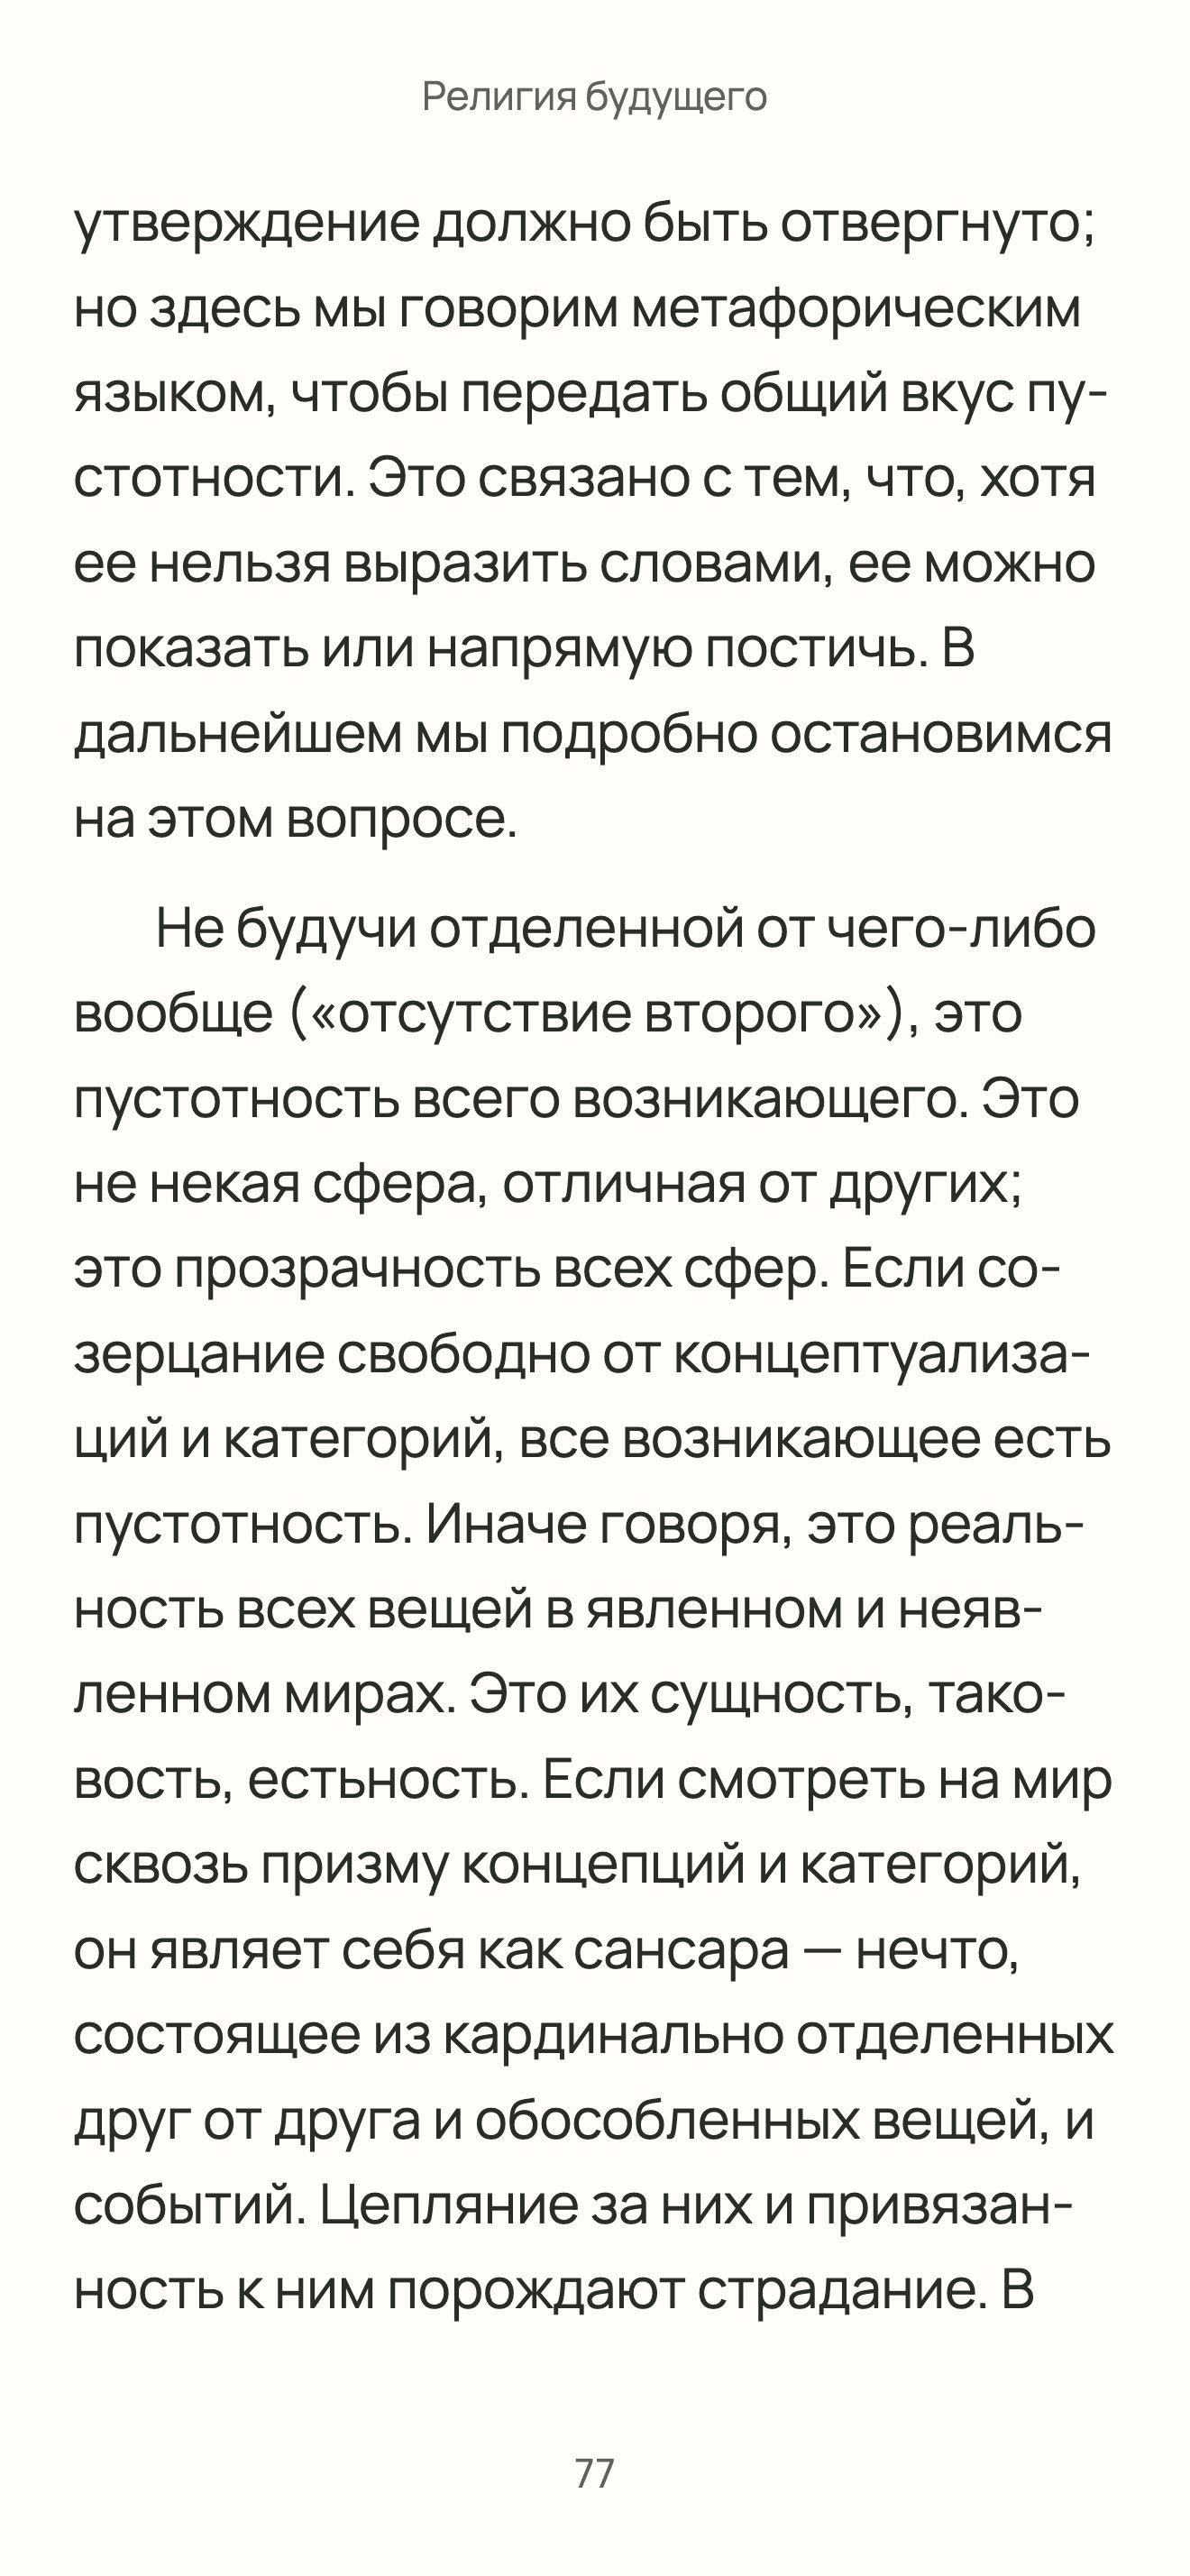 Религия будущего
утверждение должно быть отвергнуто;
но здесь мы говорим метафорическим
языком, чтобы передать общий вкус пу-
стотности. Это связано с тем, что, хотя
ее нельзя выразить словами, ее можно
показать или напрямую постичь. В
дальнейшем мы подробно остановимся
на этом вопросе.
Не будучи отделенной от чего-либо
вообще («отсутствие второго»), это
пустотность всего возникающего. Это
не некая сфера, отличная от других;
это прозрачность всех сфер. Если со-
зерцание свободно от концептуализа-
ций и категорий, все возникающее есть
пустотность. Иначе говоря, это реаль-
ность всех вещей в явленном и неяв-
ленном мирах. Это их сущность, тако-
вость, естьность. Если смотреть на мир
сквозь призму концепций и категорий,
он являет себя как сансара — нечто,
состоящее из кардинально отделенных
друг от друга и обособленных вещей, и
событий. Цепляние за них и привязан-
ность к ним порождают страдание. В
77